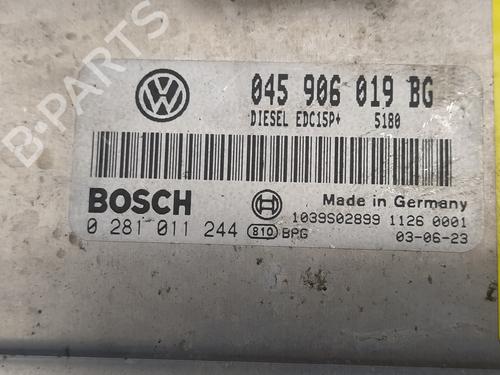 B-PARTS
VW
045 906 019 BG
DIESEL EDC15P+ 5180
BOSCH
Made in Germany
1039S02899 1126 0001
0 281 011 244 810 BPG
03-06-23